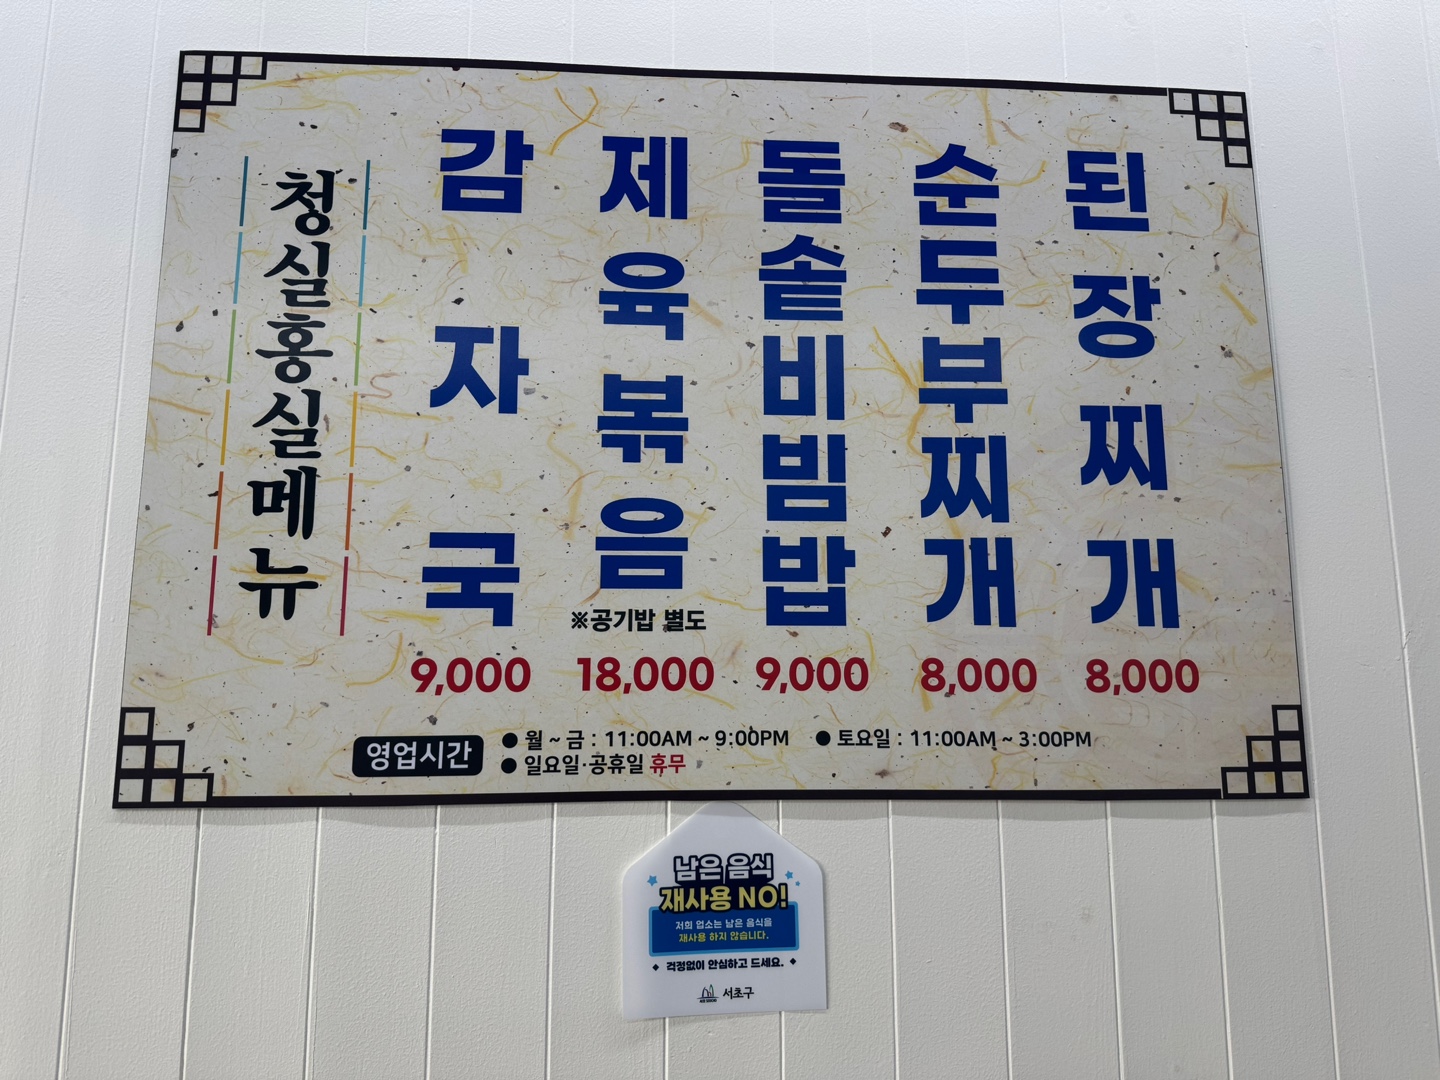 청실홍실메뉴
감자국
9,000
제육볶음
※공기밥 별도
18,000
돌솥비빔밥
9,000
순두부찌개
8,000
된장찌개
8,000
영업시간
● 월 ~ 금 : 11:00AM ~ 9:00PM ● 토요일 : 11:00AM ~ 3:00PM
● 일요일·공휴일 휴무
남은 음식
재사용 NO!
저희 업소는 남은 음식을
재사용 하지 않습니다.
걱정없이 안심하고 드세요.
서초구